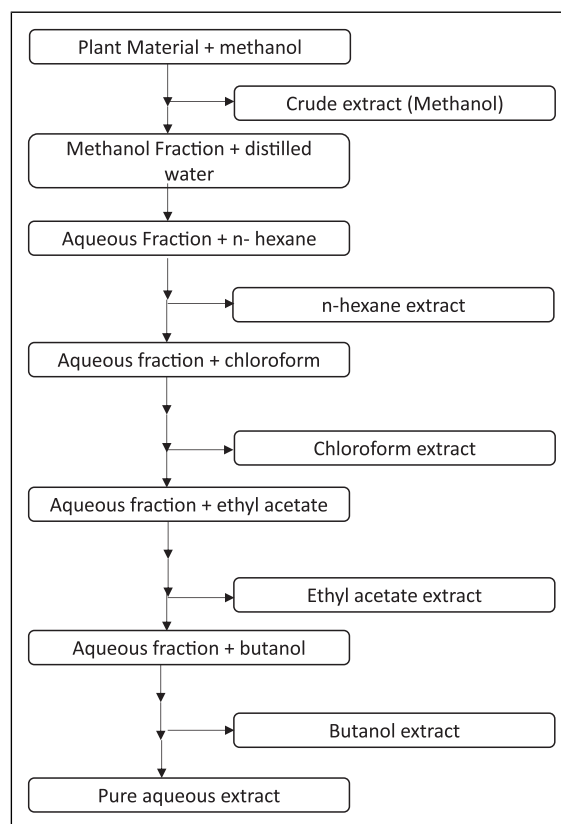 Plant Material + methanol
Crude extract (Methanol)
Methanol Fraction + distilled
water
Aqueous Fraction + n- hexane
n-hexane extract
Aqueous fraction + chloroform
Chloroform extract
Aqueous fraction + ethyl acetate
Ethyl acetate extract
Aqueous fraction + butanol
Butanol extract
Pure aqueous extract